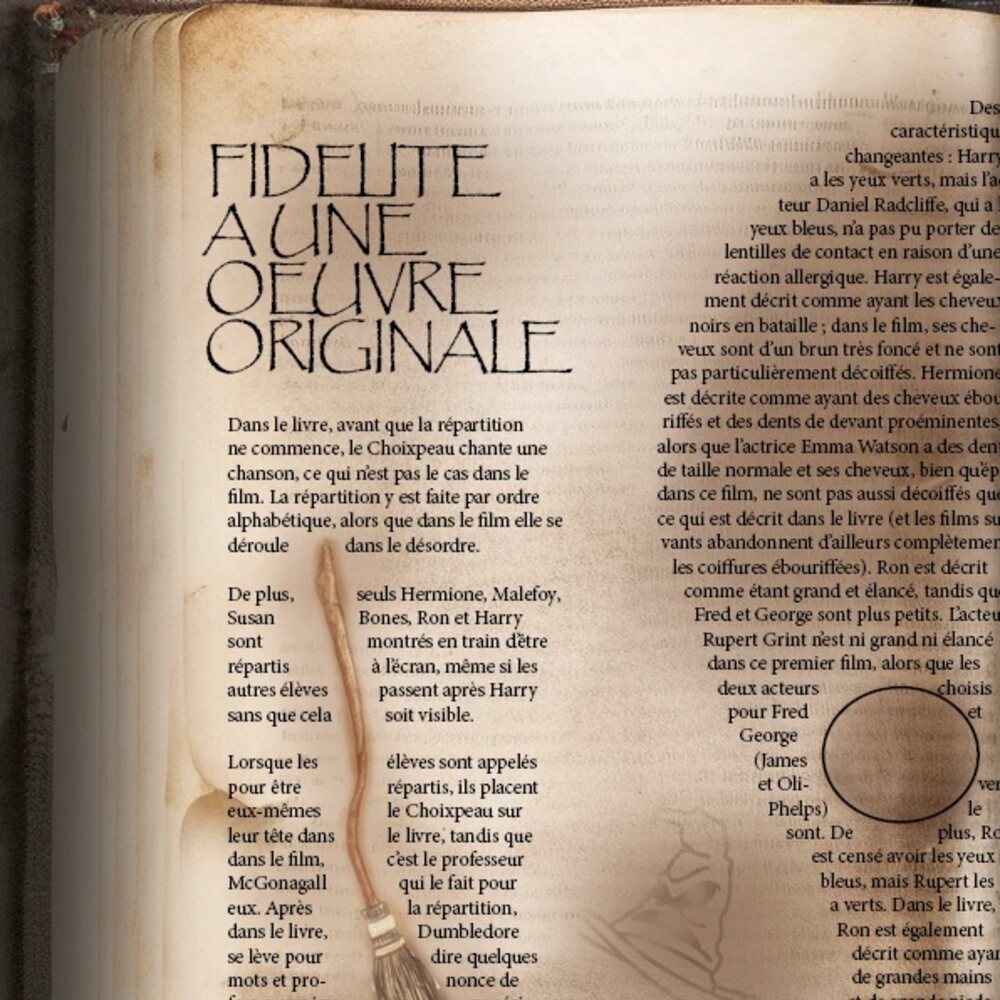 FIDELITE
A UNE
OEUVRE
ORIGINALE
Dans le livre, avant que la répartition
ne commence, le Choixpeau chante une
chanson, ce qui n'est pas le cas dans le
film. La répartition y est faite par ordre
alphabétique, alors que dans le film elle se
déroule dans le désordre.
De plus, seuls Hermione, Malefoy,
Susan Bones, Ron et Harry
sont montrés en train d'être
répartis à l'écran, même si les
autres élèves passent après Harry
sans que cela soit visible.
Lorsque les élèves sont appelés
pour être répartis, ils placent
eux-mêmes le Choixpeau sur
leur tête dans le livre, tandis que
dans le film, c'est le professeur
McGonagall qui le fait pour
eux. Après la répartition,
dans le livre, Dumbledore
se lève pour dire quelques
mots et pro- nonce de
Des
caractéristiqu
changeantes : Harry
a les yeux verts, mais l'ac
teur Daniel Radcliffe, qui a l
yeux bleus, n'a pas pu porter de
lentilles de contact en raison d'une
réaction allergique. Harry est égale-
ment décrit comme ayant les cheveux
noirs en bataille ; dans le film, ses che-
veux sont d'un brun très foncé et ne sont
pas particulièrement décoiffés. Hermione
est décrite comme ayant des cheveux ébou
riffés et des dents de devant proéminentes,
alors que l'actrice Emma Watson a des den
de taille normale et ses cheveux, bien qu'ép
dans ce film, ne sont pas aussi décoiffés que
ce qui est décrit dans le livre (et les films su
vants abandonnent d'ailleurs complètemen
les coiffures ébouriffées). Ron est décrit
comme étant grand et élancé, tandis qu
Fred et George sont plus petits. L'acteu
Rupert Grint n'est ni grand ni élancé
dans ce premier film, alors que les
deux acteurs choisis
pour Fred et
George
(James
et Oli- ver
Phelps) le
sont. De plus, Ro
est censé avoir les yeux
bleus, mais Rupert les
a verts. Dans le livre,
Ron est également
décrit comme ayan
de grandes mains